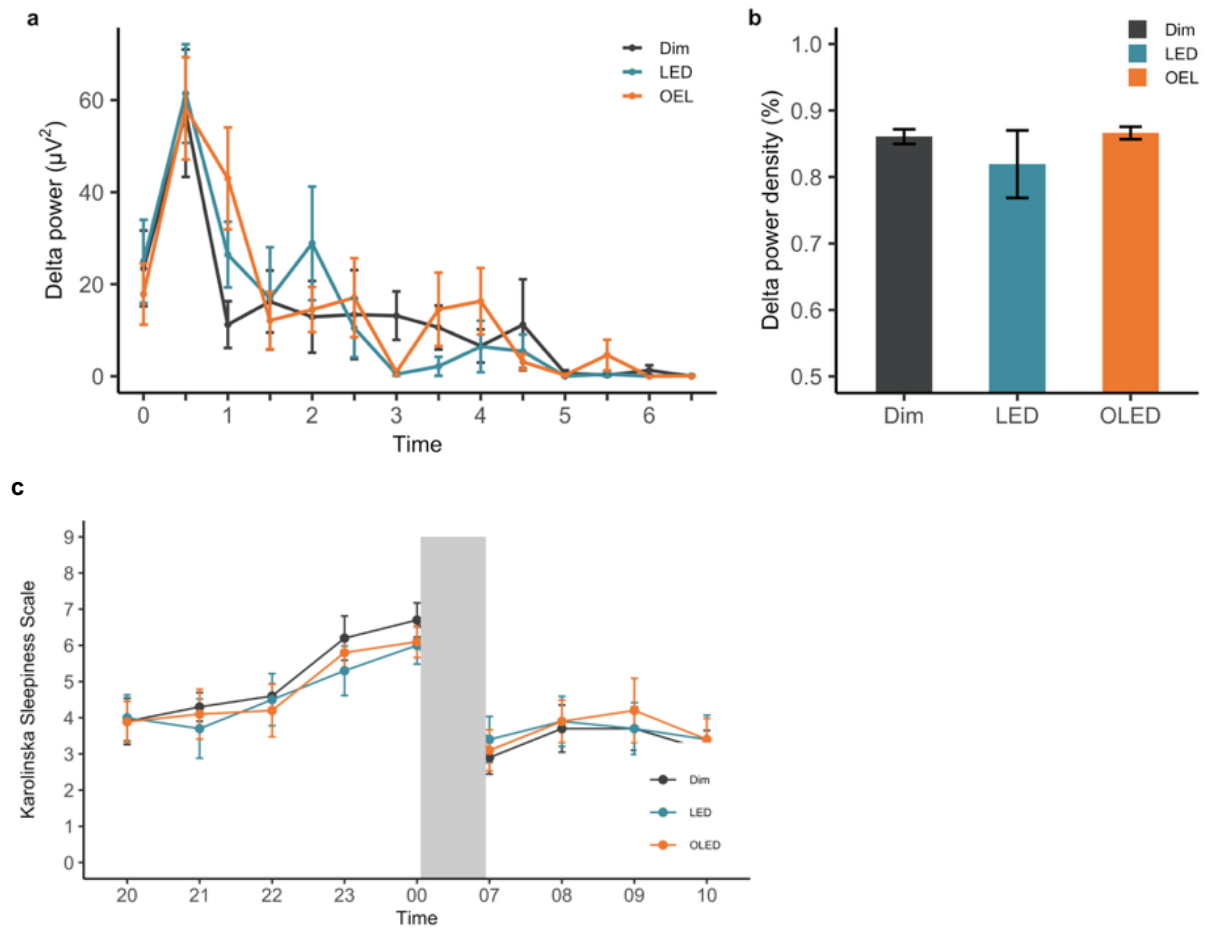 a
Delta power (µV²)
60
40
20
0
0 1 2 3 4 5 6
Time
Dim
LED
OEL
b
Delta power density (%)
1.0
0.9
0.8
0.7
0.6
0.5
Dim LED OLED
Dim
LED
OEL
c
Karolinska Sleepiness Scale
9
8
7
6
5
4
3
2
1
0
20 21 22 23 00 07 08 09 10
Time
Dim
LED
OLED